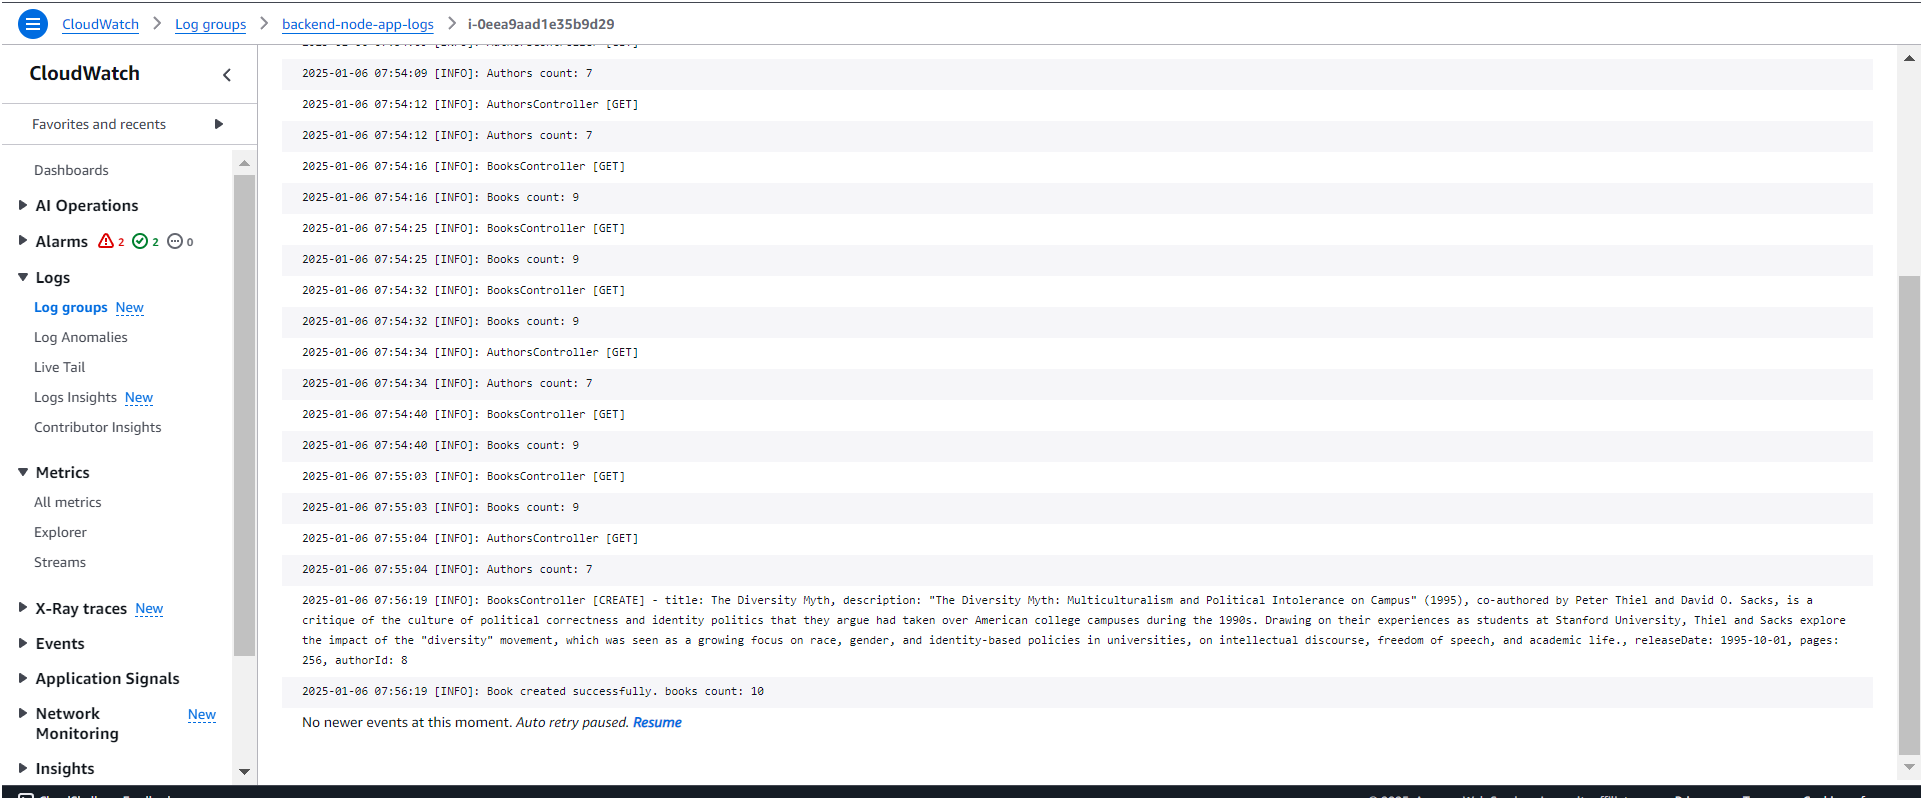 CloudWatch > Log groups > backend-node-app-logs > i-0eea9aad1e35b9d29
CloudWatch
Favorites and recents
Dashboards
AI Operations
Alarms 2 2 0
Logs
Log groups New
Log Anomalies
Live Tail
Logs Insights New
Contributor Insights
Metrics
All metrics
Explorer
Streams
X-Ray traces New
Events
Application Signals
Network Monitoring New
Insights
2025-01-06 07:54:09 [INFO]: Authors count: 7
2025-01-06 07:54:12 [INFO]: AuthorsController [GET]
2025-01-06 07:54:12 [INFO]: Authors count: 7
2025-01-06 07:54:16 [INFO]: BooksController [GET]
2025-01-06 07:54:16 [INFO]: Books count: 9
2025-01-06 07:54:25 [INFO]: BooksController [GET]
2025-01-06 07:54:25 [INFO]: Books count: 9
2025-01-06 07:54:32 [INFO]: BooksController [GET]
2025-01-06 07:54:32 [INFO]: Books count: 9
2025-01-06 07:54:34 [INFO]: AuthorsController [GET]
2025-01-06 07:54:34 [INFO]: Authors count: 7
2025-01-06 07:54:40 [INFO]: BooksController [GET]
2025-01-06 07:54:40 [INFO]: Books count: 9
2025-01-06 07:55:03 [INFO]: BooksController [GET]
2025-01-06 07:55:03 [INFO]: Books count: 9
2025-01-06 07:55:04 [INFO]: AuthorsController [GET]
2025-01-06 07:55:04 [INFO]: Authors count: 7
2025-01-06 07:56:19 [INFO]: BooksController [CREATE] - title: The Diversity Myth, description: "The Diversity Myth: Multiculturalism and Political Intolerance on Campus" (1995), co-authored by Peter Thiel and David O. Sacks, is a
critique of the culture of political correctness and identity politics that they argue had taken over American college campuses during the 1990s. Drawing on their experiences as students at Stanford University, Thiel and Sacks explore
the impact of the "diversity" movement, which was seen as a growing focus on race, gender, and identity-based policies in universities, on intellectual discourse, freedom of speech, and academic life., releaseDate: 1995-10-01, pages:
256, authorId: 8
2025-01-06 07:56:19 [INFO]: Book created successfully. books count: 10
No newer events at this moment. Auto retry paused. Resume